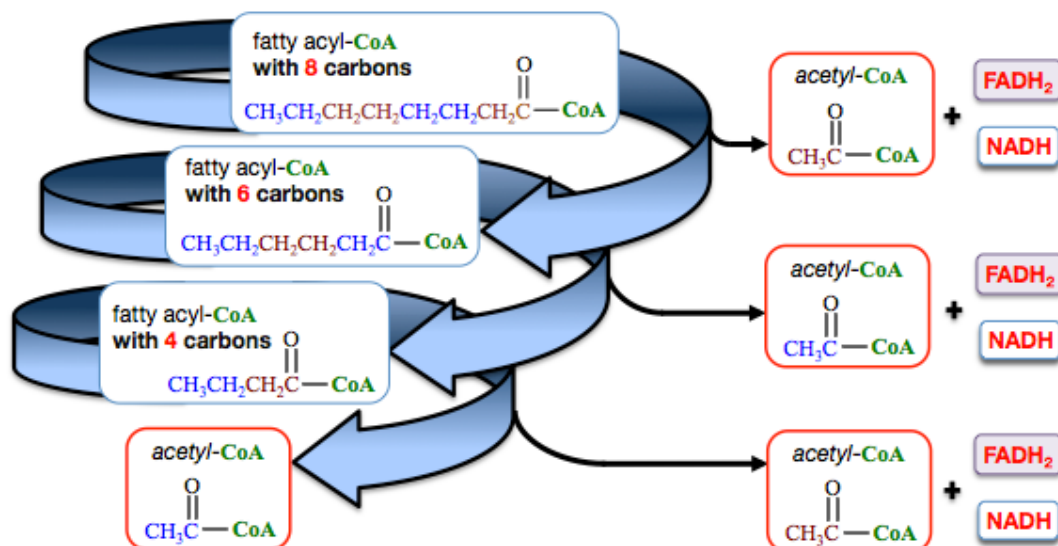 fatty acyl-CoA
with 8 carbons
O
CH₃CH₂CH₂CH₂CH₂CH₂CH₂C—CoA
acetyl-CoA
O
CH₃C—CoA
+
FADH₂
NADH
fatty acyl-CoA
with 6 carbons
O
CH₃CH₂CH₂CH₂CH₂C—CoA
acetyl-CoA
O
CH₃C—CoA
+
FADH₂
NADH
fatty acyl-CoA
with 4 carbons
O
CH₃CH₂CH₂C—CoA
acetyl-CoA
O
CH₃C—CoA
acetyl-CoA
O
CH₃C—CoA
+
FADH₂
NADH